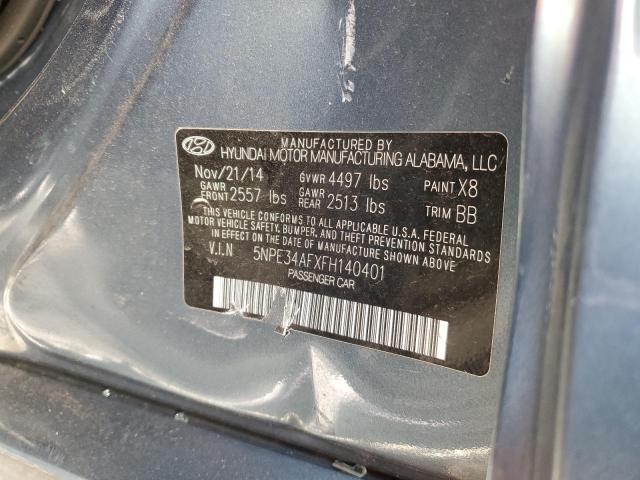 MANUFACTURED BY
HYUNDAI MOTOR MANUFACTURING ALABAMA, LLC
Nov/21/14 GVWR 4497 lbs PAINT X8
GAWR FRONT 2557 lbs GAWR REAR 2513 lbs TRIM BB
THIS VEHICLE CONFORMS TO ALL APPLICABLE U.S.A. FEDERAL
MOTOR VEHICLE SAFETY, BUMPER, AND THEFT PREVENTION
STANDARDS IN EFFECT ON THE DATE OF MANUFACTURE SHOWN ABOVE.
V.I.N 5NPE34AFXFH140401
PASSENGER CAR